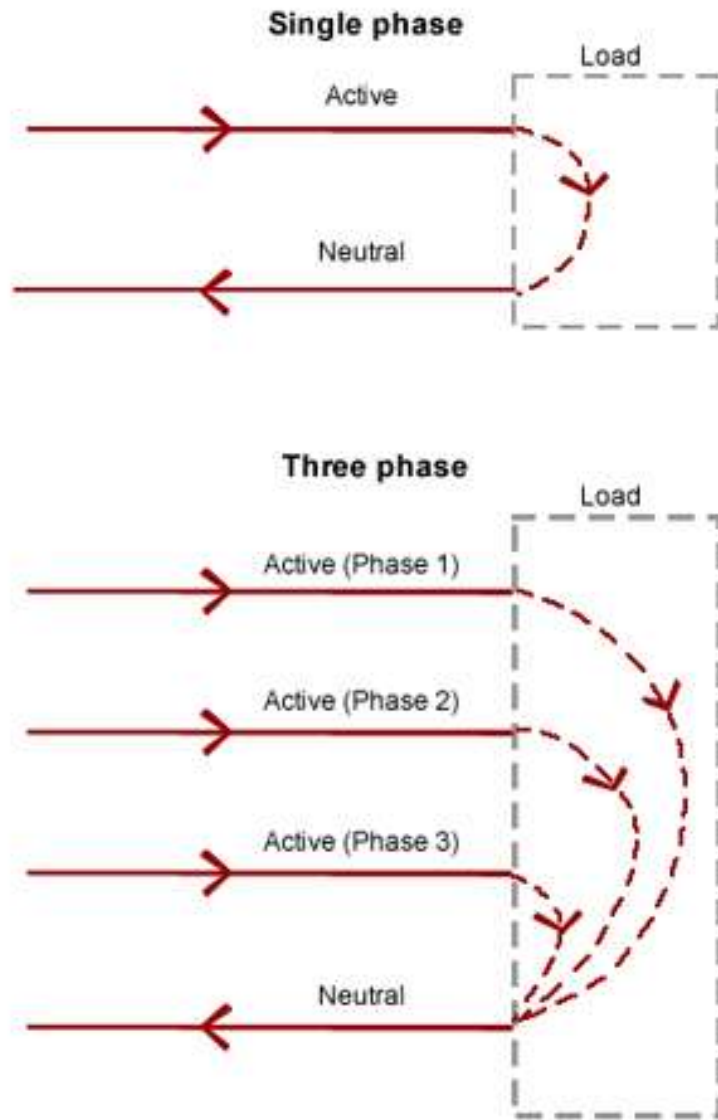 Single phase
Load
Active
Neutral
Three phase
Load
Active (Phase 1)
Active (Phase 2)
Active (Phase 3)
Neutral